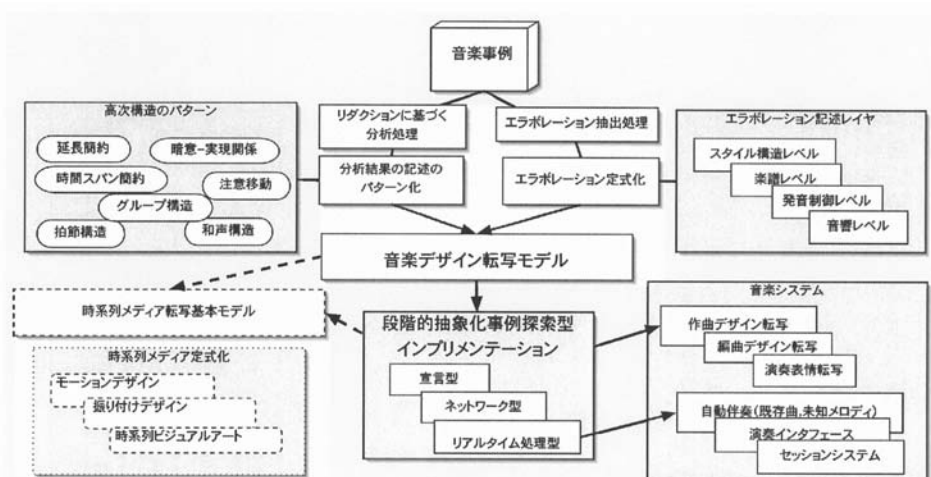 音楽事例
高次構造のパターン
延長簡約
暗意-実現関係
時間スパン簡約
注意移動
グループ構造
拍節構造
和声構造
リダクションに基づく
分析処理
分析結果の記述の
パターン化
エラボレーション抽出処理
エラボレーション定式化
エラボレーション記述レイヤ
スタイル構造レベル
楽譜レベル
発音制御レベル
音響レベル
音楽デザイン転写モデル
時系列メディア転写基本モデル
時系列メディア定式化
モーションデザイン
振り付けデザイン
時系列ビジュアルアート
段階的抽象化事例探索型
インプリメンテーション
宣言型
ネットワーク型
リアルタイム処理型
音楽システム
作曲デザイン転写
編曲デザイン転写
演奏表情転写
自動伴奏(既存曲,未知メロディ)
演奏インタフェース
セッションシステム